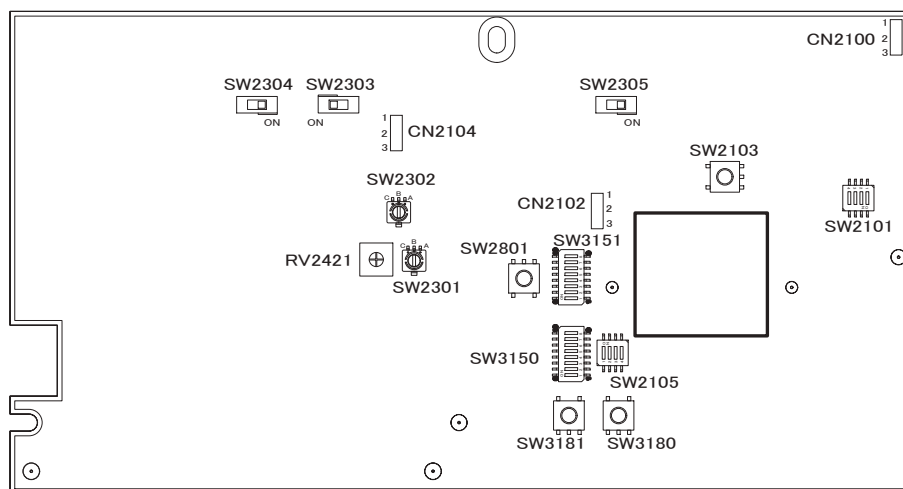 1
CN2100 2
3
SW2304 SW2303 SW2305
ON ON ON
1
2 CN2104
3
SW2103
SW2302
C B A
CN2102 1
2
3
SW2101
SW2801 SW3151
RV2421 C B A
SW2301
SW3150
SW2105
SW3181 SW3180